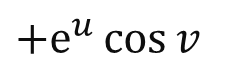 +e^u cos v